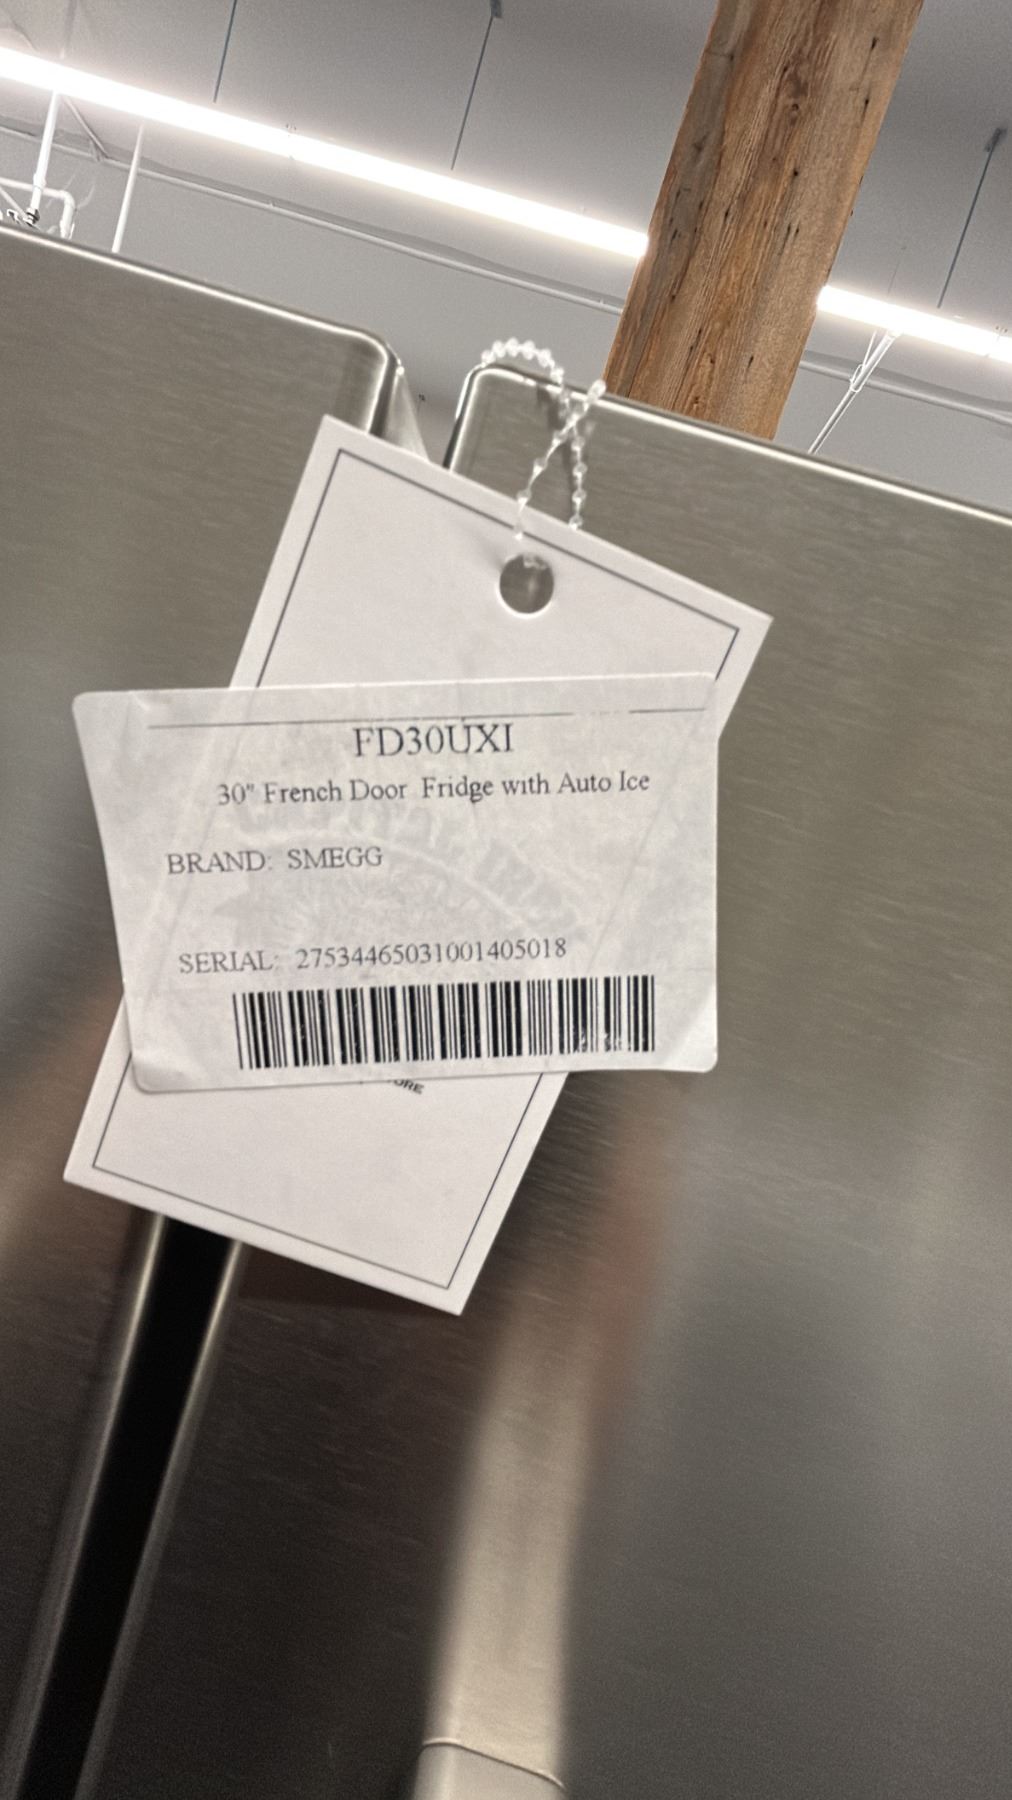 FD30UXI
30" French Door Fridge with Auto Ice
BRAND: SMEGG
SERIAL: 27534465031001405018